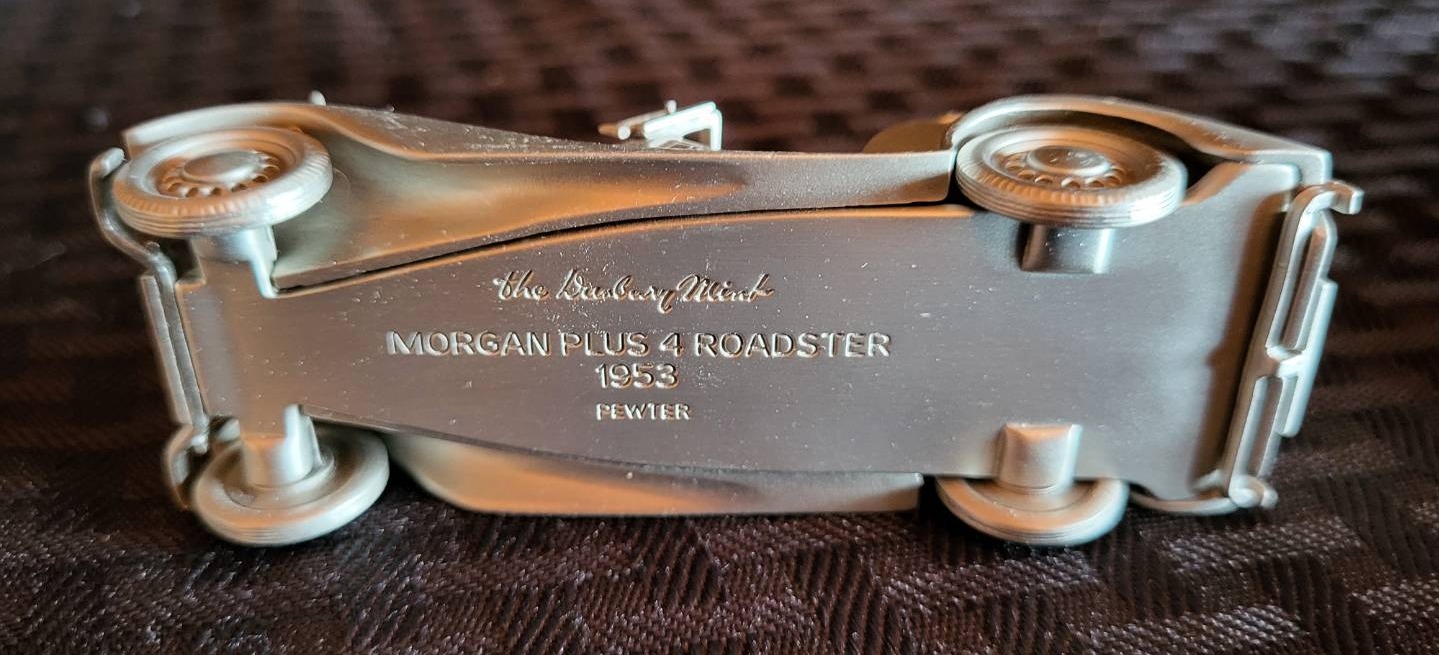 the Danbury Mint
MORGAN PLUS 4 ROADSTER
1953
PEWTER